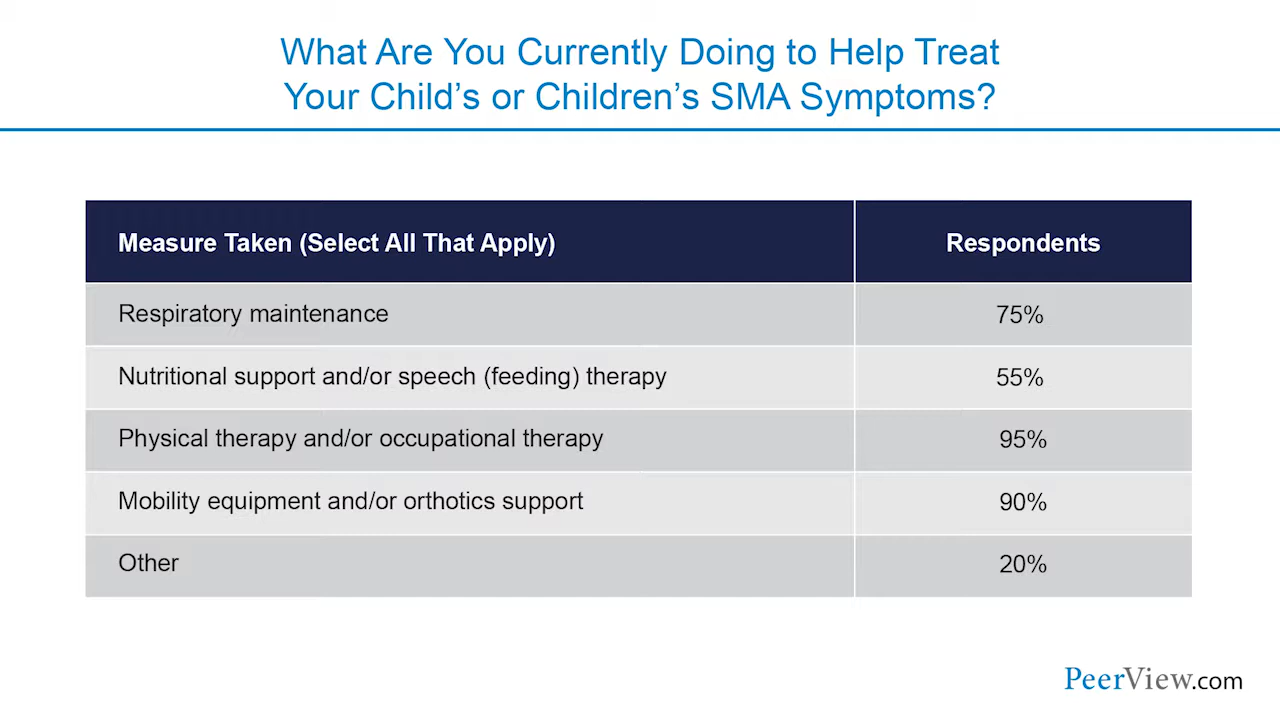 What Are You Currently Doing to Help Treat
Your Child’s or Children’s SMA Symptoms?
Measure Taken (Select All That Apply) Respondents
Respiratory maintenance 75%
Nutritional support and/or speech (feeding) therapy 55%
Physical therapy and/or occupational therapy 95%
Mobility equipment and/or orthotics support 90%
Other 20%
PeerView.com